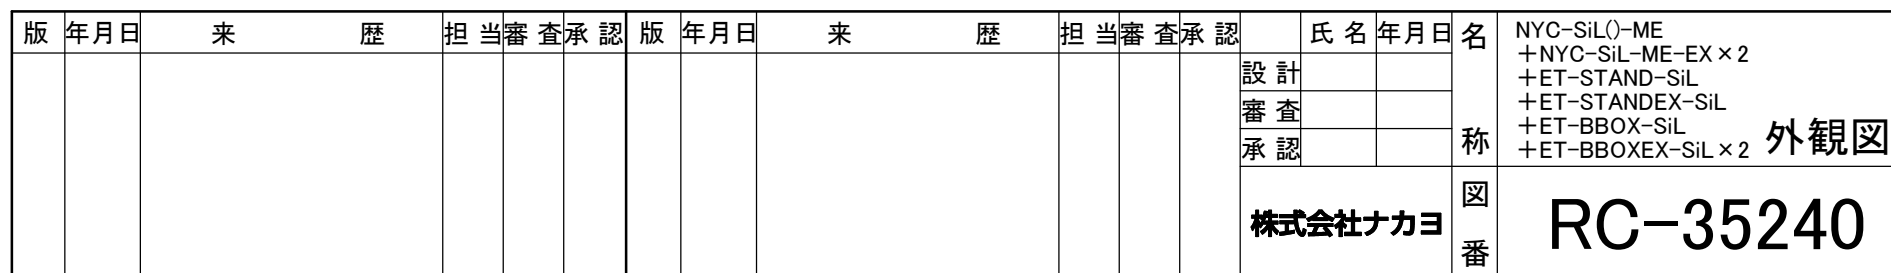 版 年月日 来 歴 担当 審査 承認 版 年月日 来 歴 担当 審査 承認 氏名 年月日
設計
審査
承認
名称
NYC-SiL()-ME
+NYC-SiL-ME-EX×2
+ET-STAND-SiL
+ET-STANDEX-SiL
+ET-BBOX-SiL
+ET-BBOXEX-SiL×2 外観図
株式会社ナカヨ
図番
RC-35240